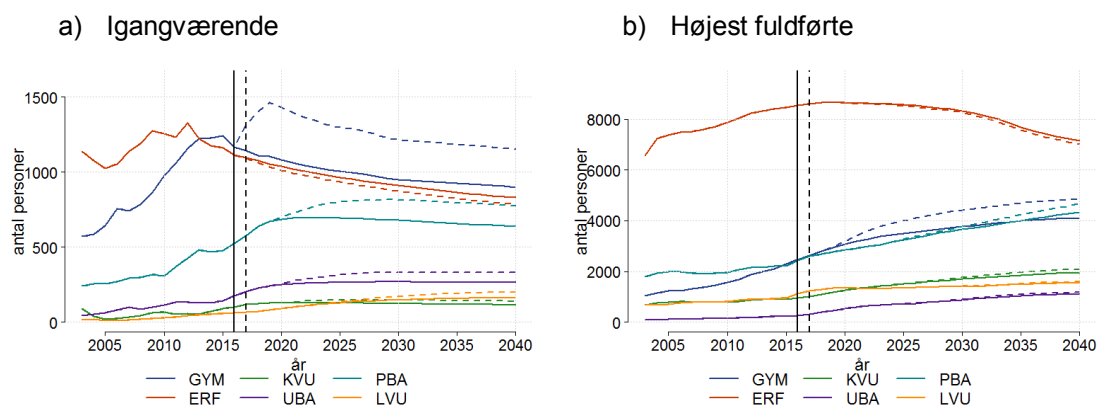 a) Igangværende
antal personer
1500
1000
500
0
2005 2010 2015 2020 2025 2030 2035 2040
år
GYM KVU PBA
ERF UBA LVU
b) Højest fuldførte
antal personer
8000
6000
4000
2000
0
2005 2010 2015 2020 2025 2030 2035 2040
år
GYM KVU PBA
ERF UBA LVU